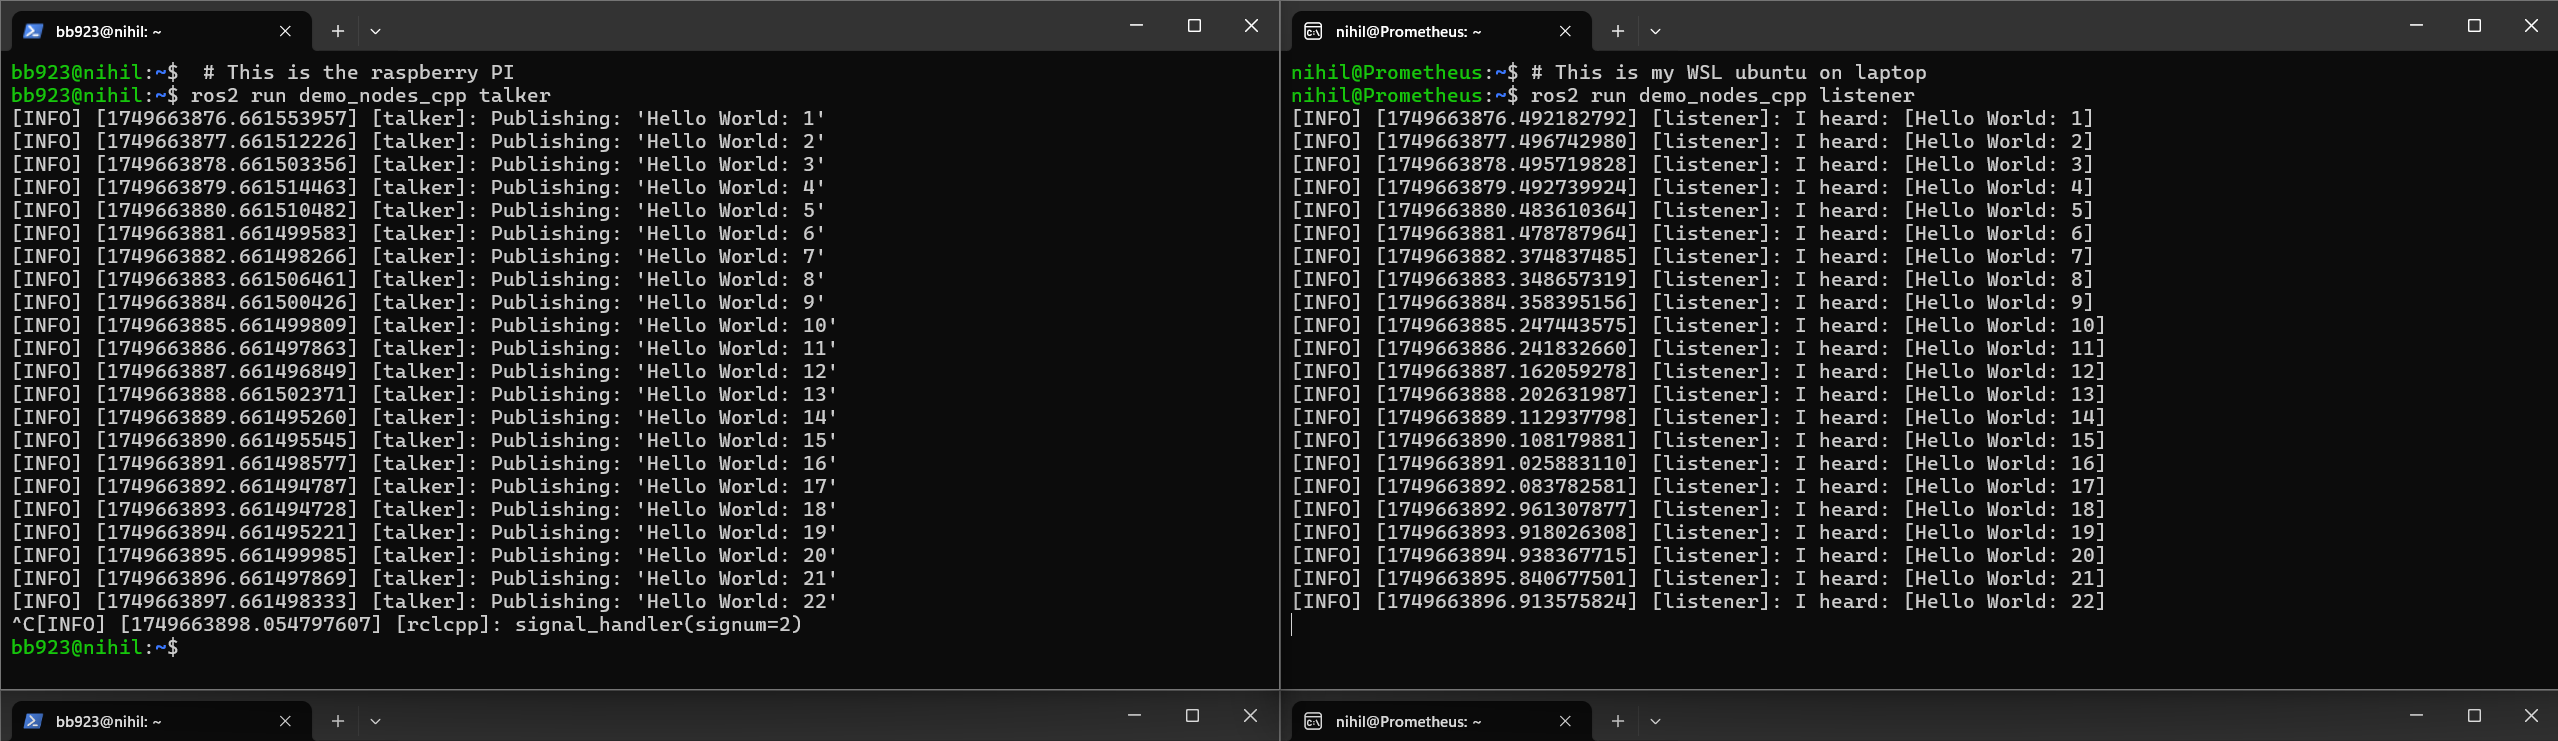 bb923@nihil: ~
bb923@nihil:~$  # This is the raspberry PI
bb923@nihil:~$ ros2 run demo_nodes_cpp talker
[INFO] [1749663876.661553957] [talker]: Publishing: 'Hello World: 1'
[INFO] [1749663877.661512226] [talker]: Publishing: 'Hello World: 2'
[INFO] [1749663878.661503356] [talker]: Publishing: 'Hello World: 3'
[INFO] [1749663879.661514463] [talker]: Publishing: 'Hello World: 4'
[INFO] [1749663880.661510482] [talker]: Publishing: 'Hello World: 5'
[INFO] [1749663881.661499583] [talker]: Publishing: 'Hello World: 6'
[INFO] [1749663882.661498266] [talker]: Publishing: 'Hello World: 7'
[INFO] [1749663883.661506461] [talker]: Publishing: 'Hello World: 8'
[INFO] [1749663884.661500426] [talker]: Publishing: 'Hello World: 9'
[INFO] [1749663885.661499809] [talker]: Publishing: 'Hello World: 10'
[INFO] [1749663886.661497863] [talker]: Publishing: 'Hello World: 11'
[INFO] [1749663887.661496849] [talker]: Publishing: 'Hello World: 12'
[INFO] [1749663888.661502371] [talker]: Publishing: 'Hello World: 13'
[INFO] [1749663889.661495260] [talker]: Publishing: 'Hello World: 14'
[INFO] [1749663890.661495545] [talker]: Publishing: 'Hello World: 15'
[INFO] [1749663891.661498577] [talker]: Publishing: 'Hello World: 16'
[INFO] [1749663892.661494787] [talker]: Publishing: 'Hello World: 17'
[INFO] [1749663893.661494728] [talker]: Publishing: 'Hello World: 18'
[INFO] [1749663894.661495221] [talker]: Publishing: 'Hello World: 19'
[INFO] [1749663895.661499985] [talker]: Publishing: 'Hello World: 20'
[INFO] [1749663896.661497869] [talker]: Publishing: 'Hello World: 21'
[INFO] [1749663897.661498333] [talker]: Publishing: 'Hello World: 22'
^C[INFO] [1749663898.054797607] [rclcpp]: signal_handler(signum=2)
bb923@nihil:~$
bb923@nihil: ~
nihil@Prometheus: ~
nihil@Prometheus:~$ # This is my WSL ubuntu on laptop
nihil@Prometheus:~$ ros2 run demo_nodes_cpp listener
[INFO] [1749663876.492182792] [listener]: I heard: [Hello World: 1]
[INFO] [1749663877.496742980] [listener]: I heard: [Hello World: 2]
[INFO] [1749663878.495719828] [listener]: I heard: [Hello World: 3]
[INFO] [1749663879.492739924] [listener]: I heard: [Hello World: 4]
[INFO] [1749663880.483610364] [listener]: I heard: [Hello World: 5]
[INFO] [1749663881.478787964] [listener]: I heard: [Hello World: 6]
[INFO] [1749663882.374837485] [listener]: I heard: [Hello World: 7]
[INFO] [1749663883.348657319] [listener]: I heard: [Hello World: 8]
[INFO] [1749663884.358395156] [listener]: I heard: [Hello World: 9]
[INFO] [1749663885.247443575] [listener]: I heard: [Hello World: 10]
[INFO] [1749663886.241832660] [listener]: I heard: [Hello World: 11]
[INFO] [1749663887.162059278] [listener]: I heard: [Hello World: 12]
[INFO] [1749663888.202631987] [listener]: I heard: [Hello World: 13]
[INFO] [1749663889.112937798] [listener]: I heard: [Hello World: 14]
[INFO] [1749663890.108179881] [listener]: I heard: [Hello World: 15]
[INFO] [1749663891.025883110] [listener]: I heard: [Hello World: 16]
[INFO] [1749663892.083782581] [listener]: I heard: [Hello World: 17]
[INFO] [1749663892.961307877] [listener]: I heard: [Hello World: 18]
[INFO] [1749663893.918026308] [listener]: I heard: [Hello World: 19]
[INFO] [1749663894.938367715] [listener]: I heard: [Hello World: 20]
[INFO] [1749663895.840677501] [listener]: I heard: [Hello World: 21]
[INFO] [1749663896.913575824] [listener]: I heard: [Hello World: 22]
nihil@Prometheus: ~